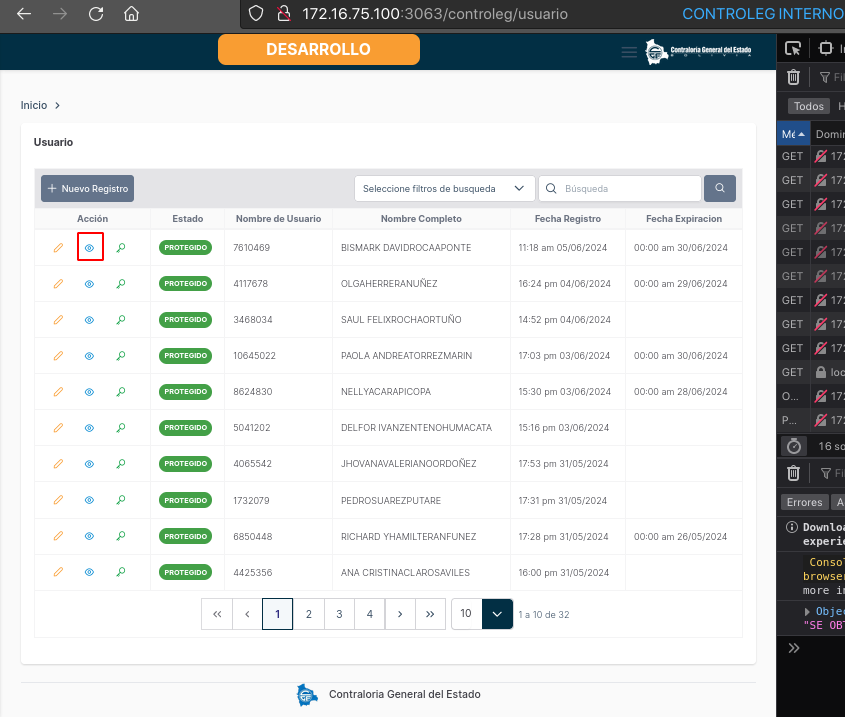 172.16.75.100:3063/controleg/usuario CONTROLEG INTERNO
DESARROLLO
Contraloría General del Estado
B O L I V I A
Inicio
Usuario
Nuevo Registro
Seleccione filtros de busqueda
Búsqueda
Acción Estado Nombre de Usuario Nombre Completo Fecha Registro Fecha Expiracion
PROTEGIDO 7610469 BISMARK DAVIDROCAAPONTE 11:18 am 05/06/2024 00:00 am 30/06/2024
PROTEGIDO 4117678 OLGAHERRERANUÑEZ 16:24 pm 04/06/2024 00:00 am 29/06/2024
PROTEGIDO 3468034 SAUL FELIXROCHAORTUÑO 14:52 pm 04/06/2024
PROTEGIDO 10645022 PAOLA ANDREATORREZMARIN 17:03 pm 03/06/2024 00:00 am 30/06/2024
PROTEGIDO 8624830 NELLYACARAPICOPA 15:30 pm 03/06/2024 00:00 am 28/06/2024
PROTEGIDO 5041202 DELFOR IVANZENTENOHUMACATA 15:16 pm 03/06/2024
PROTEGIDO 4065542 JHOVANAVALERIANOORDOÑEZ 17:53 pm 31/05/2024
PROTEGIDO 1732079 PEDROSUAREZPUTARE 17:31 pm 31/05/2024
PROTEGIDO 6850448 RICHARD YHAMILTERANFUNEZ 17:28 pm 31/05/2024 00:00 am 26/05/2024
PROTEGIDO 4425356 ANA CRISTINACLAROSAVILES 16:00 pm 31/05/2024
1 2 3 4 10 1 a 10 de 32
Contraloria General del Estado
Todos
Mé Domin
GET 172
GET 172
GET 172
GET 172
GET 172
GET 172
GET 172
GET 172
GET 172
GET loc
O... 172
P... 172
16 so
Errores
Downloa
experie
Consol
browser
more in
Objec
"SE OBT